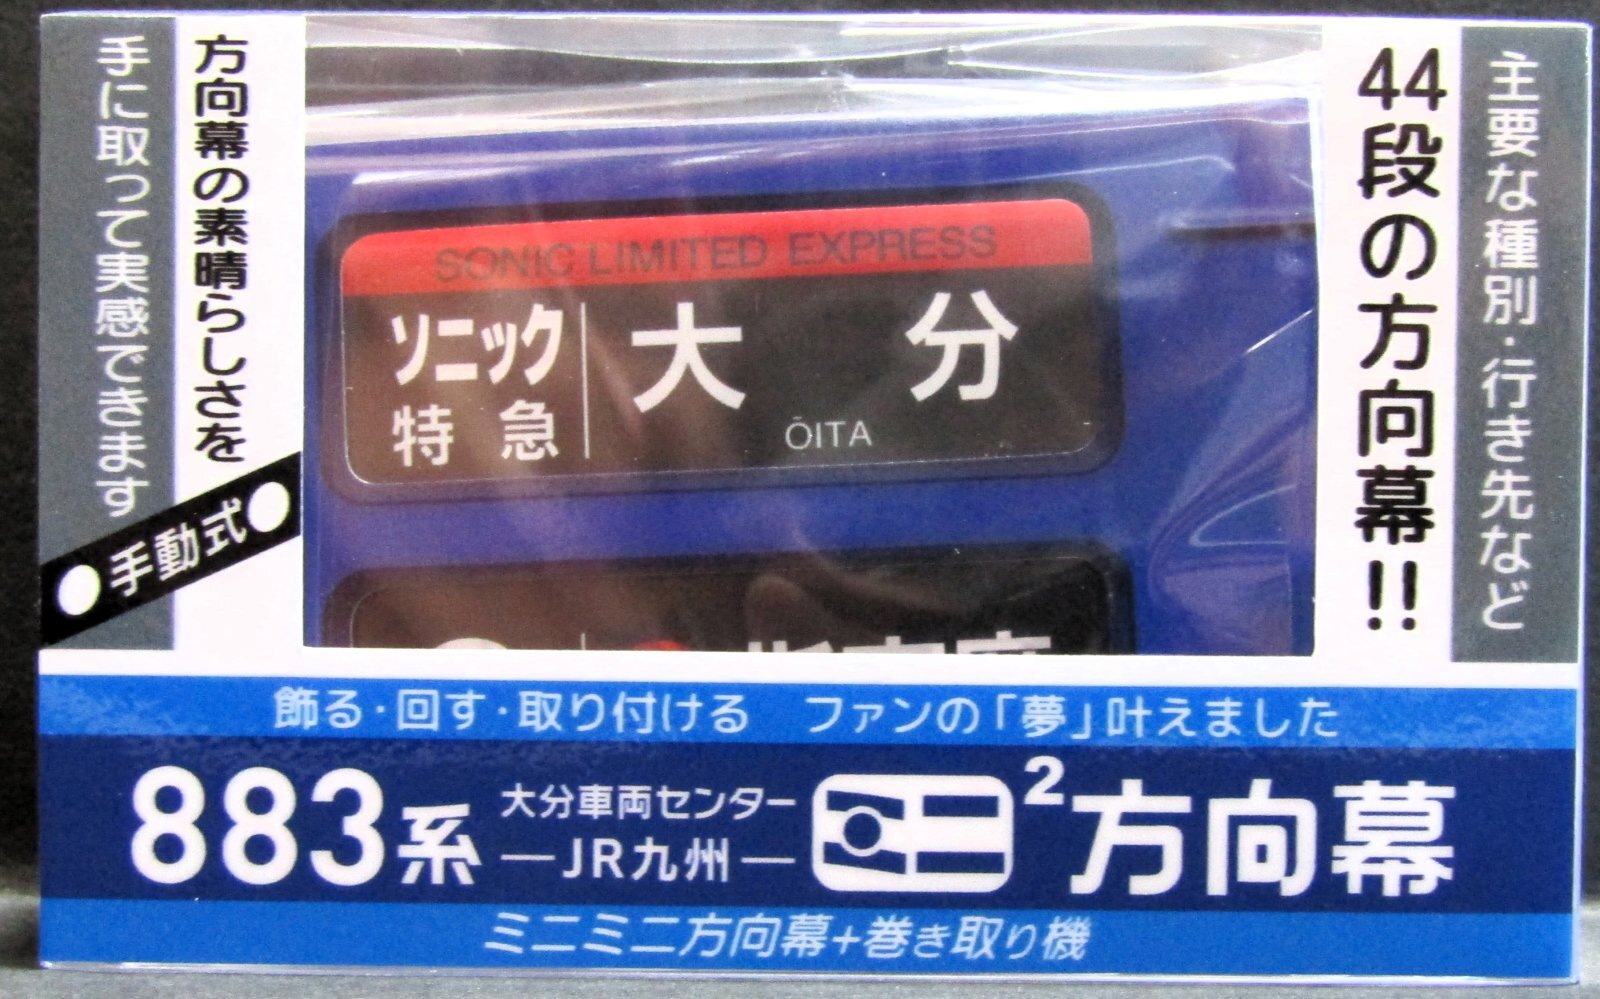 主要な種別・行き先など
44段の方向幕!!
方向幕の素晴らしさを
手に取って実感できます
●手動式●
SONIC LIMITED EXPRESS
ソニック
特急
大分
ŌITA
飾る・回す・取り付ける ファンの「夢」叶えました
883系
大分車両センター
―JR九州―
2
方向幕
ミニミニ方向幕+巻き取り機